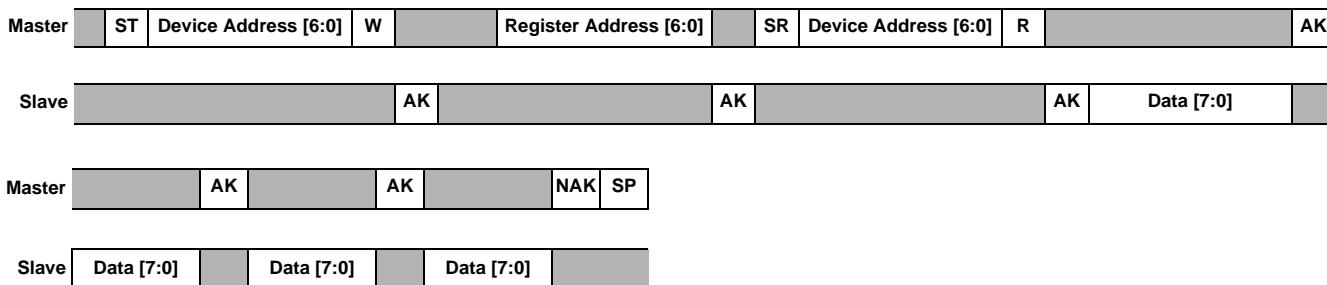 Master ST Device Address [6:0] W Register Address [6:0] SR Device Address [6:0] R AK
Slave AK AK AK Data [7:0]
Master AK AK NAK SP
Slave Data [7:0] Data [7:0] Data [7:0]